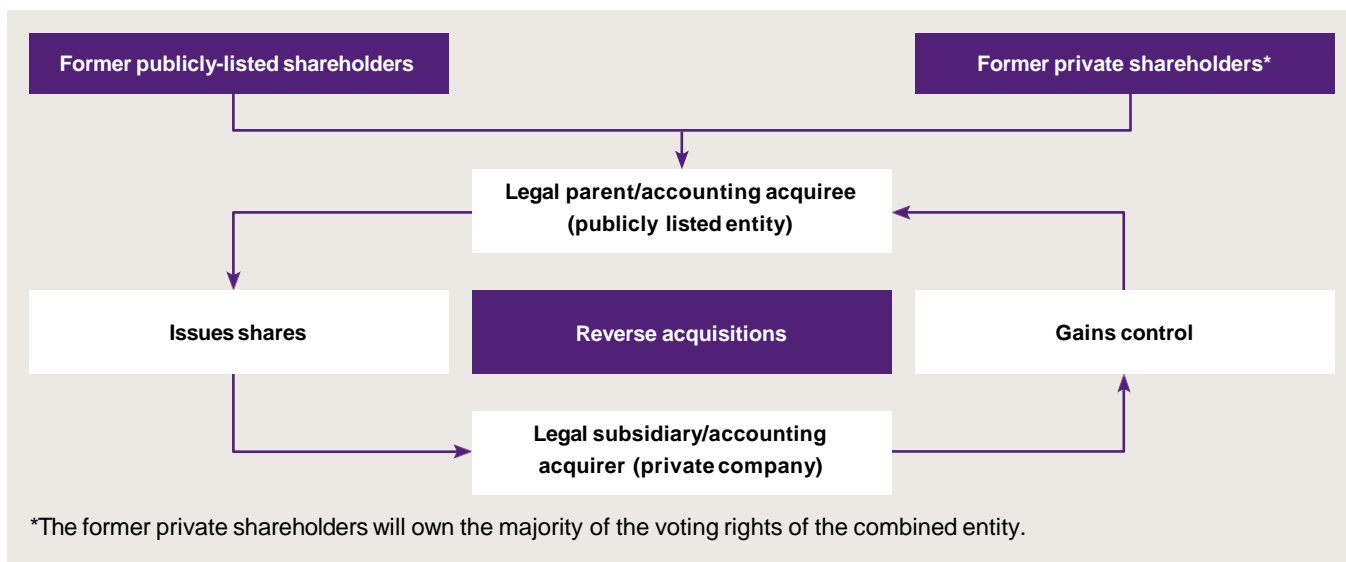 Former publicly-listed shareholders
Former private shareholders*
Legal parent/accounting acquiree
(publicly listed entity)
Issues shares
Reverse acquisitions
Gains control
Legal subsidiary/accounting
acquirer (private company)
*The former private shareholders will own the majority of the voting rights of the combined entity.